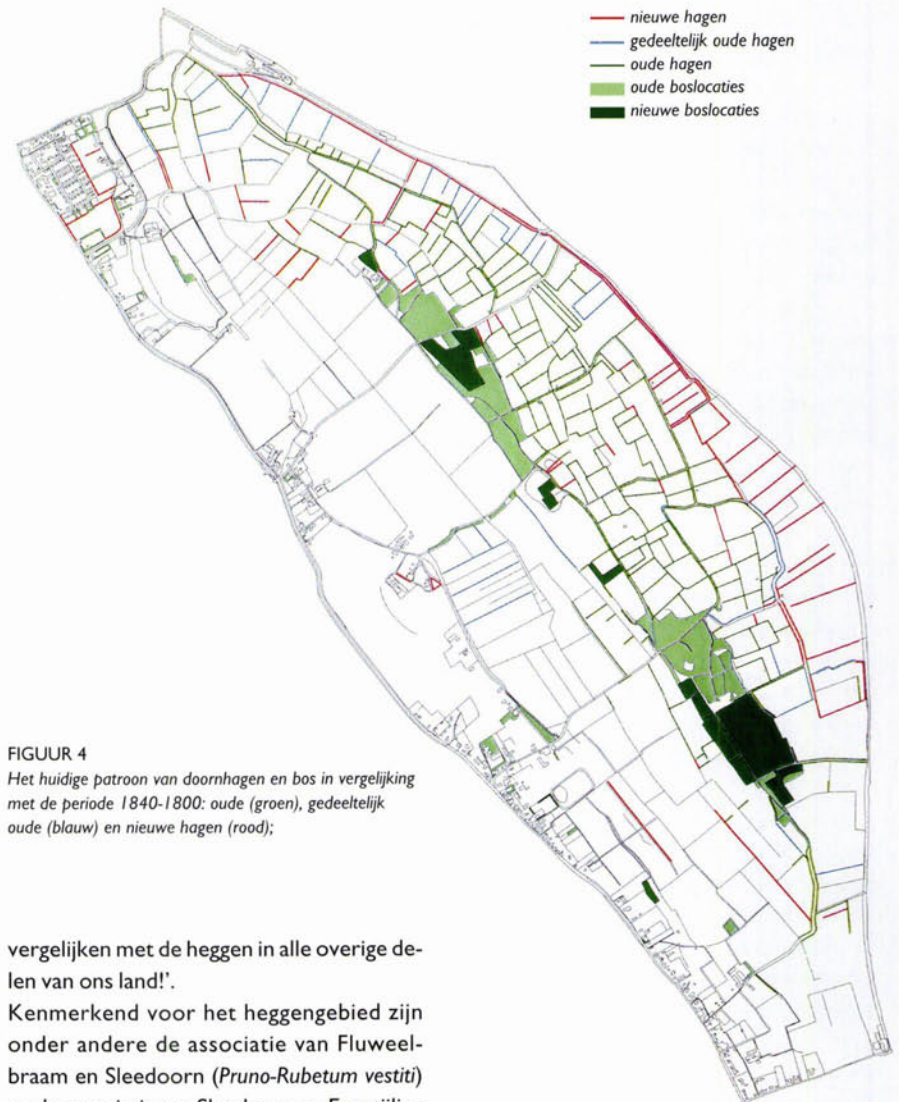 nieuwe hagen
gedeeltelijk oude hagen
oude hagen
oude boslocaties
nieuwe boslocaties
FIGUUR 4
Het huidige patroon van doornhagen en bos in vergelijking
met de periode 1840-1800: oude (groen), gedeeltelijk
oude (blauw) en nieuwe hagen (rood);
vergelijken met de heggen in alle overige de-
len van ons land!'.
Kenmerkend voor het heggengebied zijn
onder andere de associatie van Fluweel-
braam en Sleedoorn (Pruno-Rubetum vestiti)